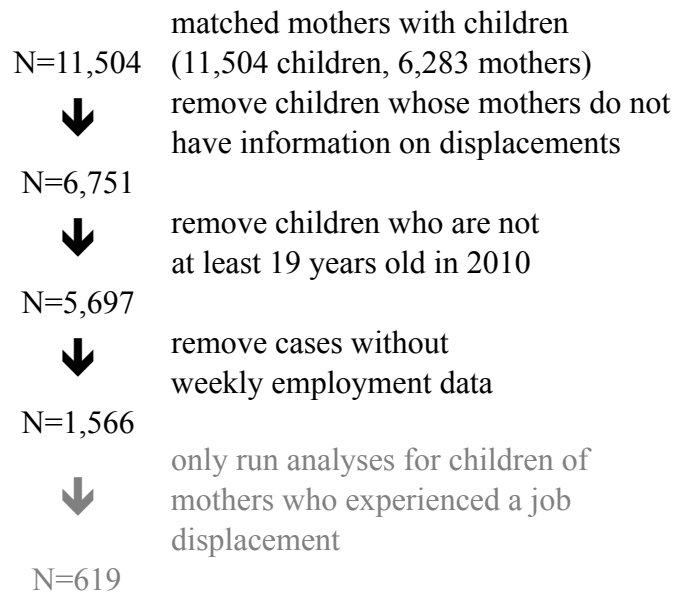 matched mothers with children
N=11,504 (11,504 children, 6,283 mothers)
remove children whose mothers do not
have information on displacements
N=6,751
remove children who are not
at least 19 years old in 2010
N=5,697
remove cases without
weekly employment data
N=1,566
only run analyses for children of
mothers who experienced a job
displacement
N=619